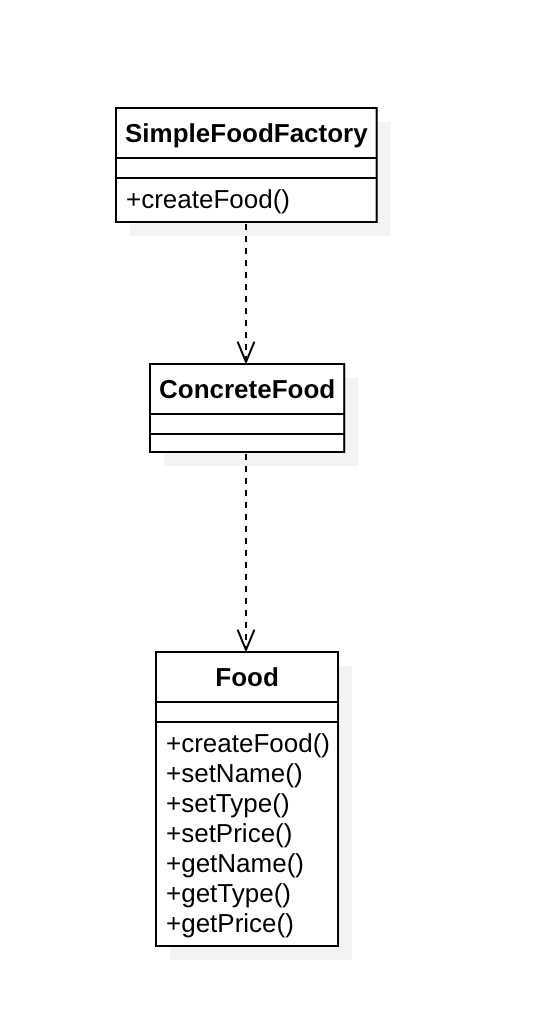 SimpleFoodFactory
+createFood()
ConcreteFood
Food
+createFood()
+setName()
+setType()
+setPrice()
+getName()
+getType()
+getPrice()